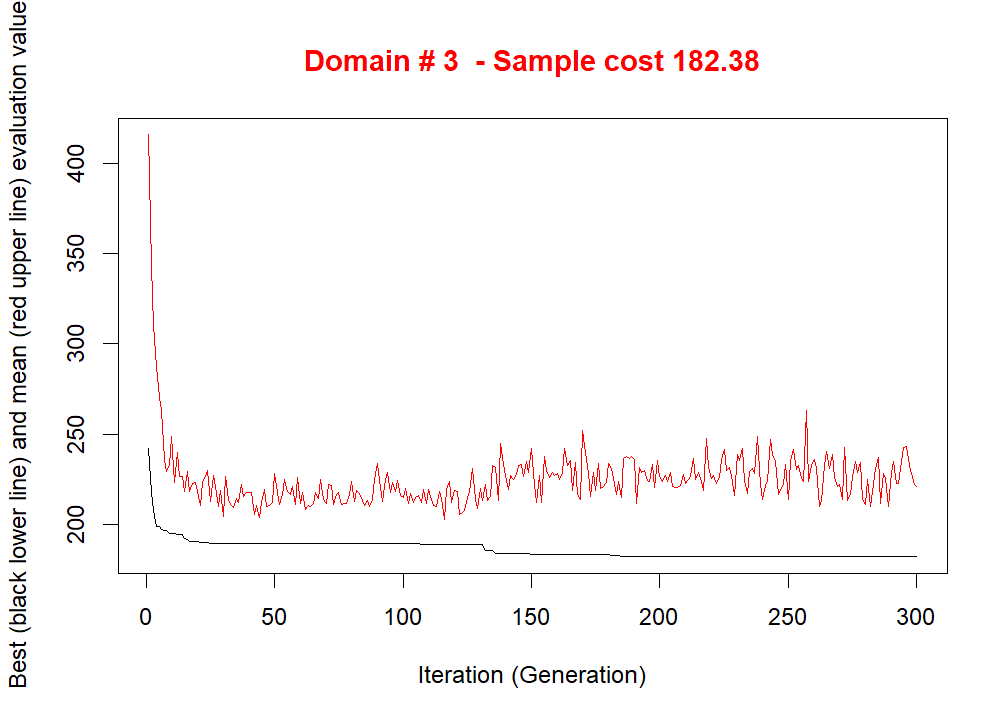 Domain # 3  - Sample cost 182.38
Best (black lower line) and mean (red upper line) evaluation value
400
350
300
250
200
0 50 100 150 200 250 300
Iteration (Generation)